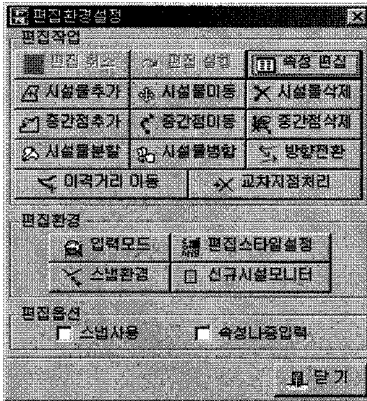 편집환경설정
편집작업
편집 취소 편집 실행 속성 편집
시설물추가 시설물이동 시설물삭제
중간점추가 중간점이동 중간점삭제
시설물분할 시설물병합 방향전환
이격거리 이동 교차지점처리
편집환경
입력모드 편집스타일설정
스냅환경 신규시설모니터
편집옵션
스냅사용 속성나중입력
닫기